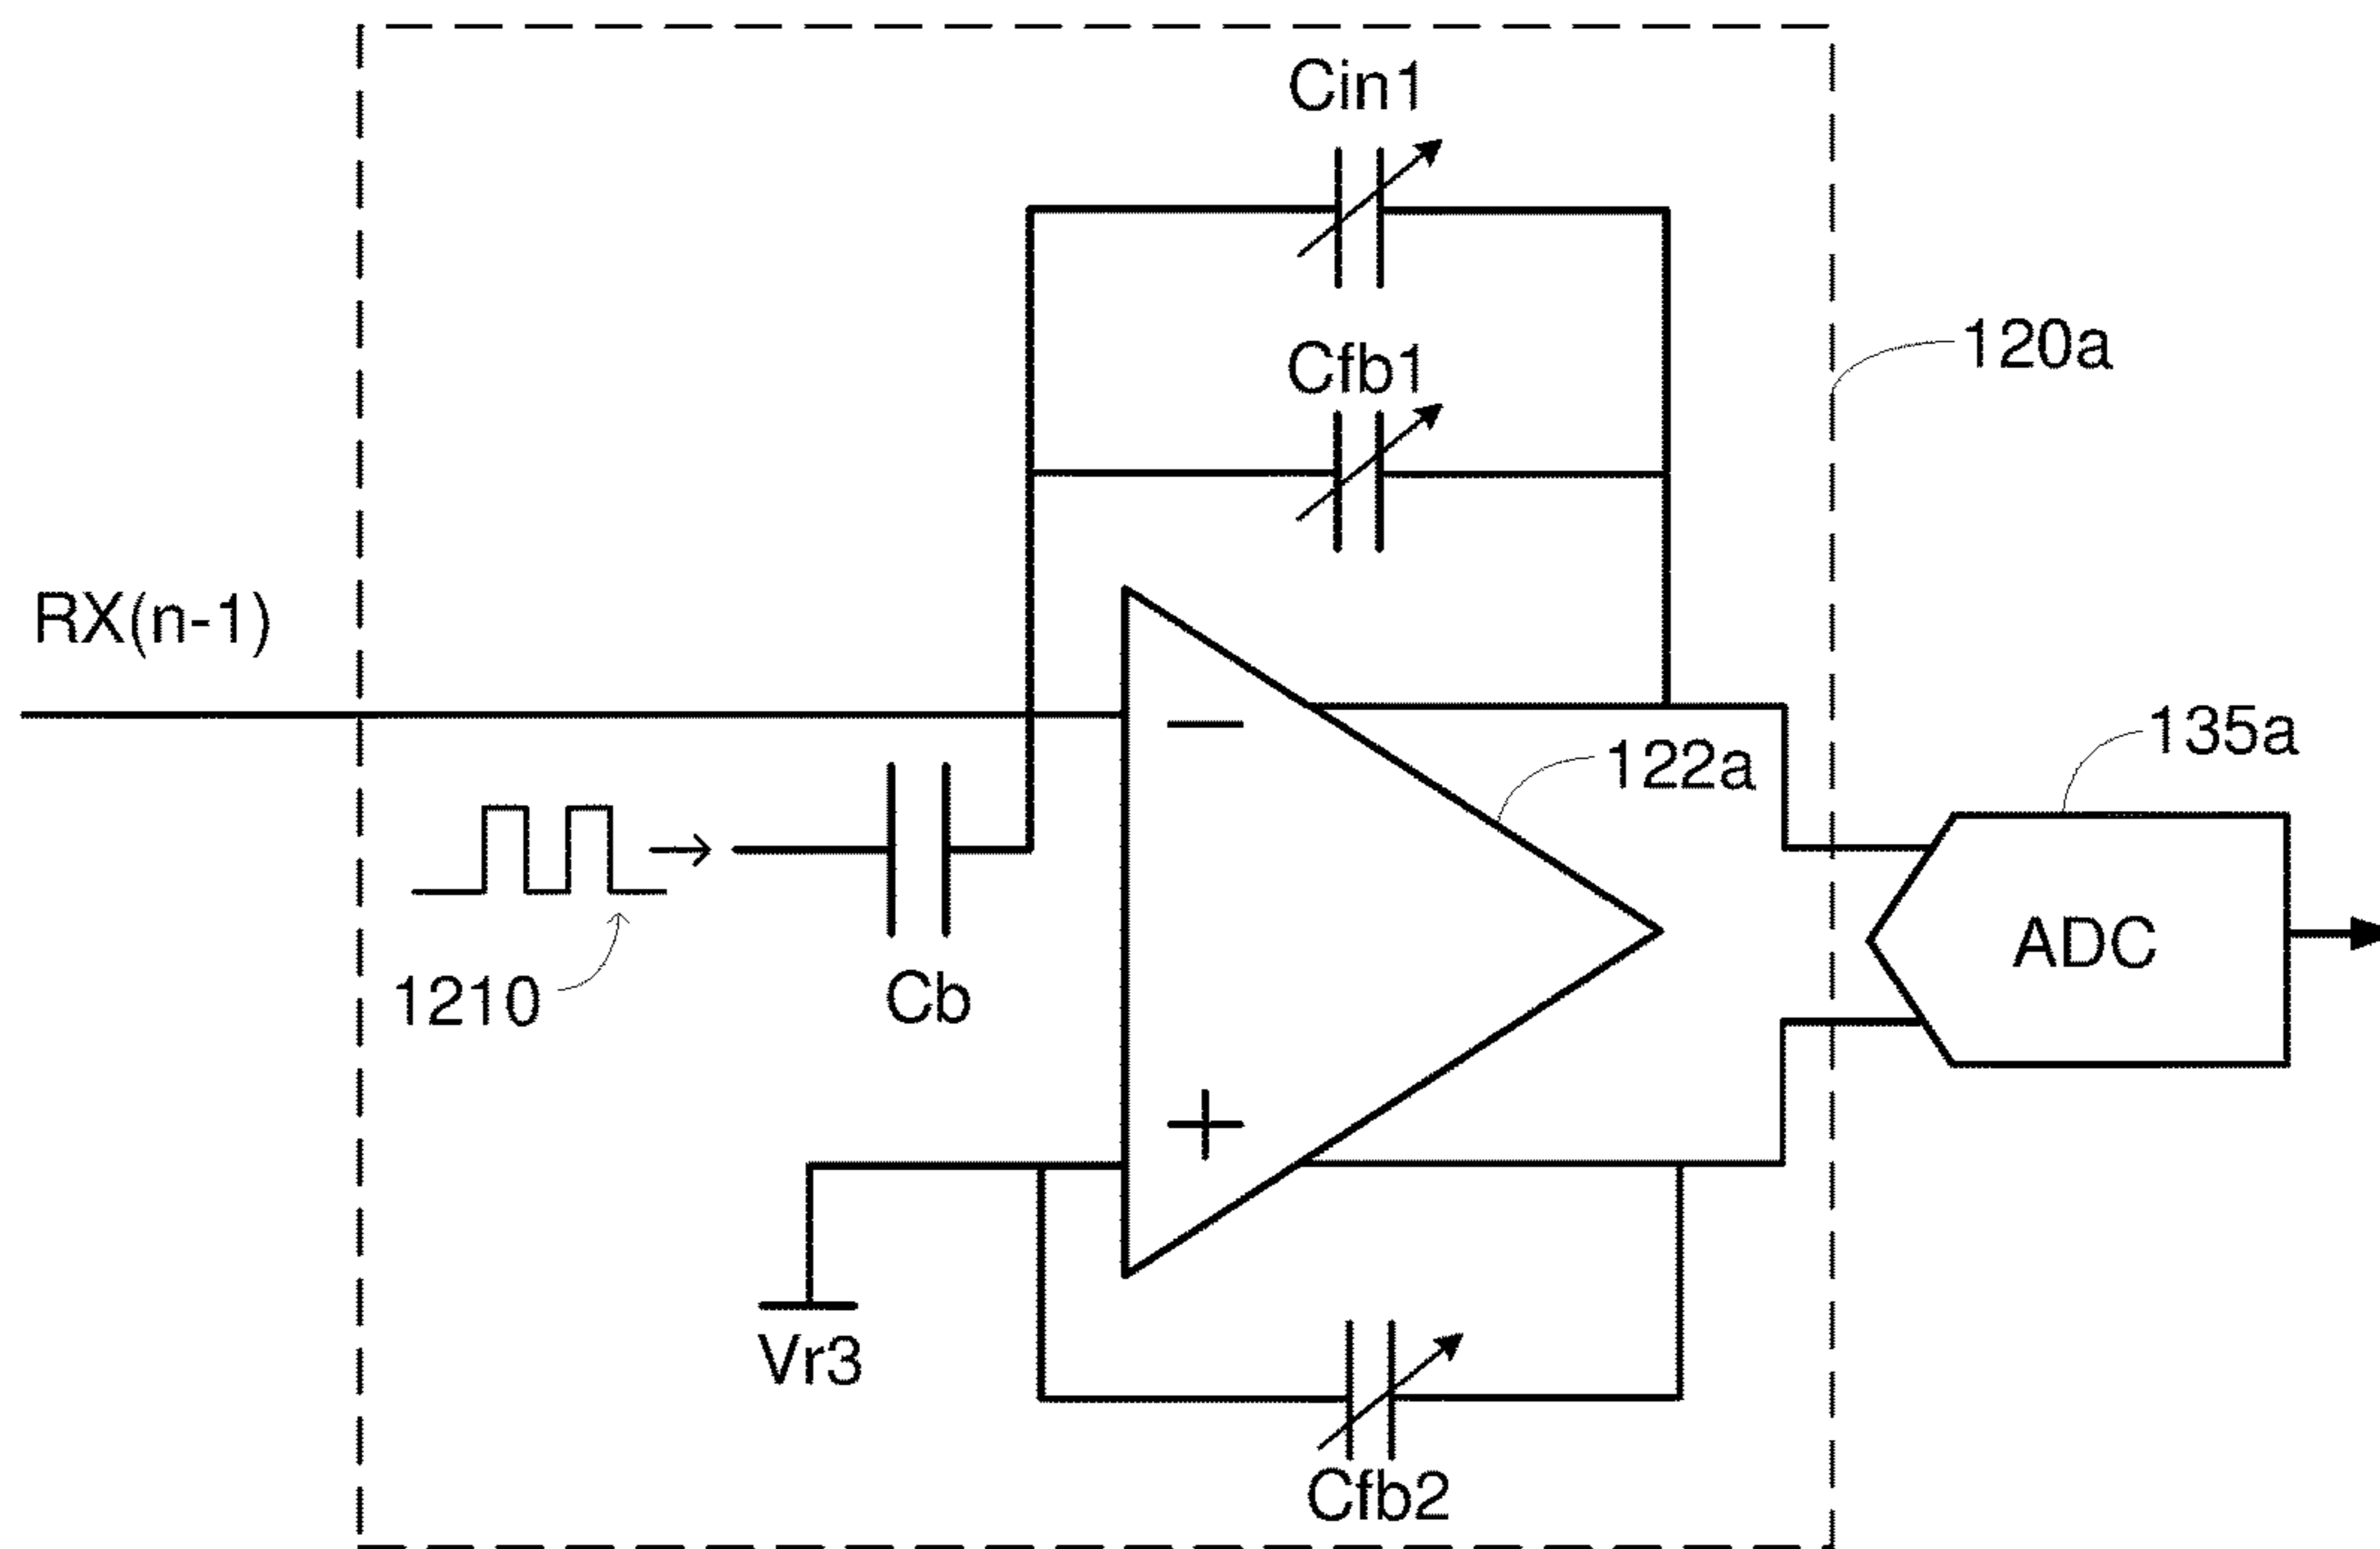 Cin1
120a
Cfb1
RX(n-1)
135a
122a
ADC
1210
Cb
Vr3
Cfb2